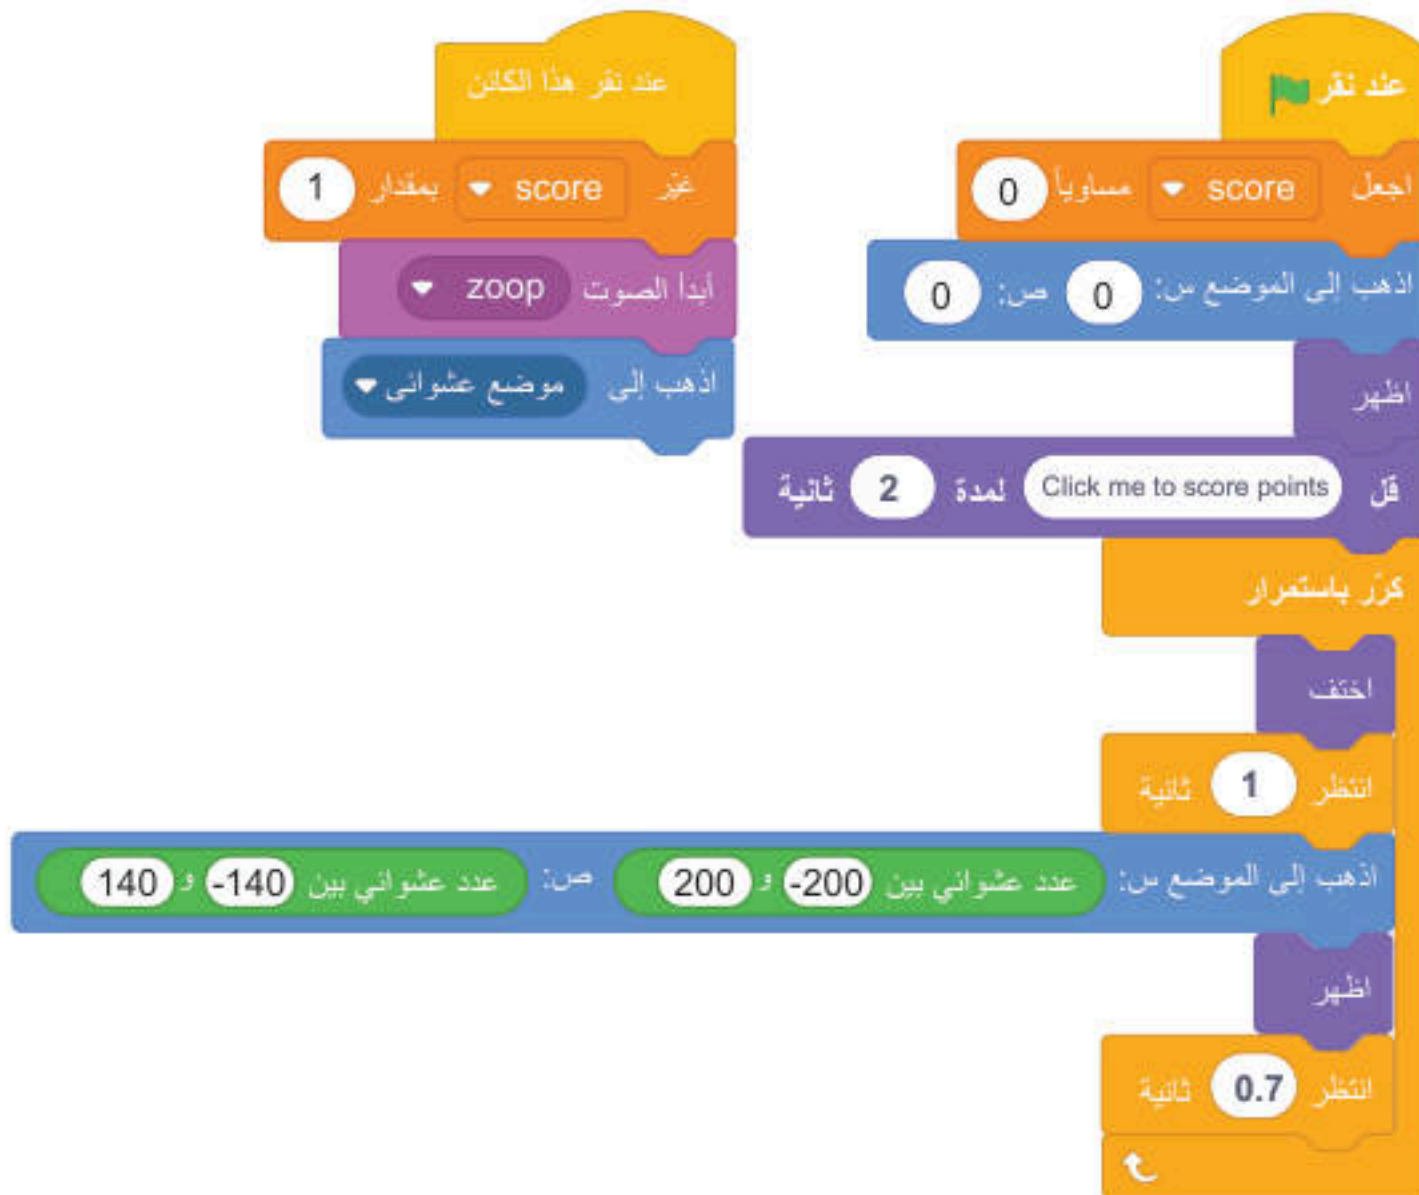 عند نقر
اجعل score مساوياً 0
اذهب إلى الموضع س: 0 ص: 0
اظهر
قل Click me to score points لمدة 2 ثانية
كرّر باستمرار
اختف
انتظر 1 ثانية
اذهب إلى الموضع س: عدد عشوائي بين -200 و 200 ص: عدد عشوائي بين -140 و 140
اظهر
انتظر 0.7 ثانية
عند نقر هذا الكائن
غيّر score بمقدار 1
أبدا الصوت zoop
اذهب إلى موضع عشوائي